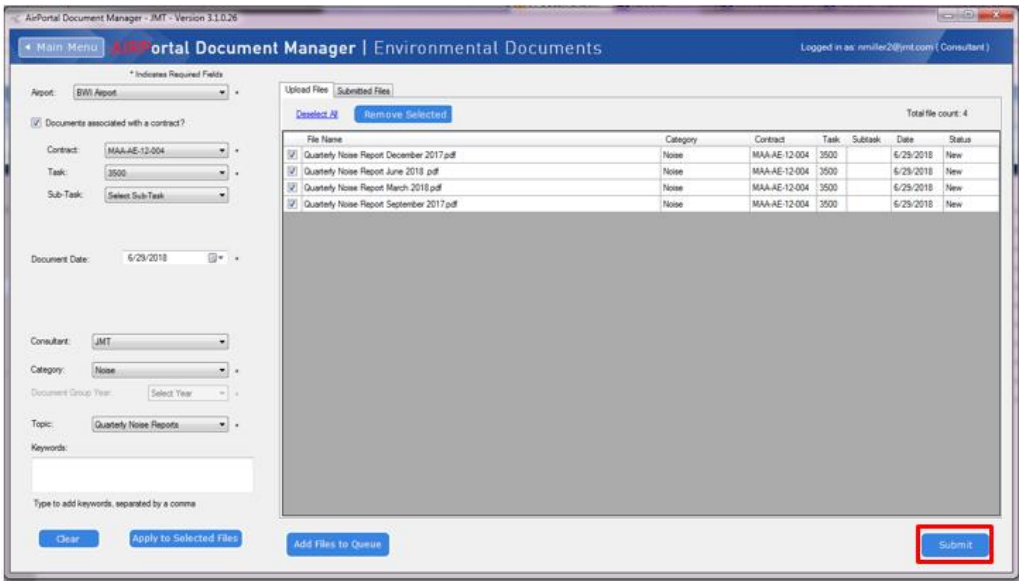 AirPortal Document Manager - JMT - Version 3.1.0.26
Main Menu
AIRPortal Document Manager | Environmental Documents
Logged in as: nmiller2@jmt.com ( Consultant )
* Indicates Required Fields
Airport: BWI Airport *
Documents associated with a contract?
Contract: MAA-AE-12-004 *
Task: 3500 *
Sub-Task: Select Sub-Task
Document Date: 6/29/2018 *
Consultant: JMT
Category: Noise *
Document Group Year: Select Year *
Topic: Quarterly Noise Reports *
Keywords:
Type to add keywords, separated by a comma
Clear
Apply to Selected Files
Upload Files Submitted Files
Deselect All
Remove Selected
Total file count: 4
File Name Category Contract Task Subtask Date Status
Quarterly Noise Report December 2017.pdf Noise MAA-AE-12-004 3500 6/29/2018 New
Quarterly Noise Report June 2018 .pdf Noise MAA-AE-12-004 3500 6/29/2018 New
Quarterly Noise Report March 2018.pdf Noise MAA-AE-12-004 3500 6/29/2018 New
Quarterly Noise Report September 2017.pdf Noise MAA-AE-12-004 3500 6/29/2018 New
Add Files to Queue
Submit